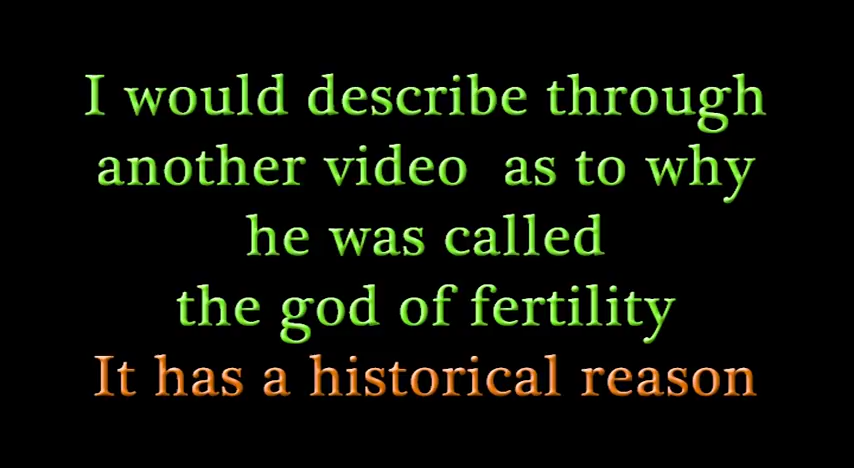 I would describe through
another video as to why
he was called
the god of fertility
It has a historical reason